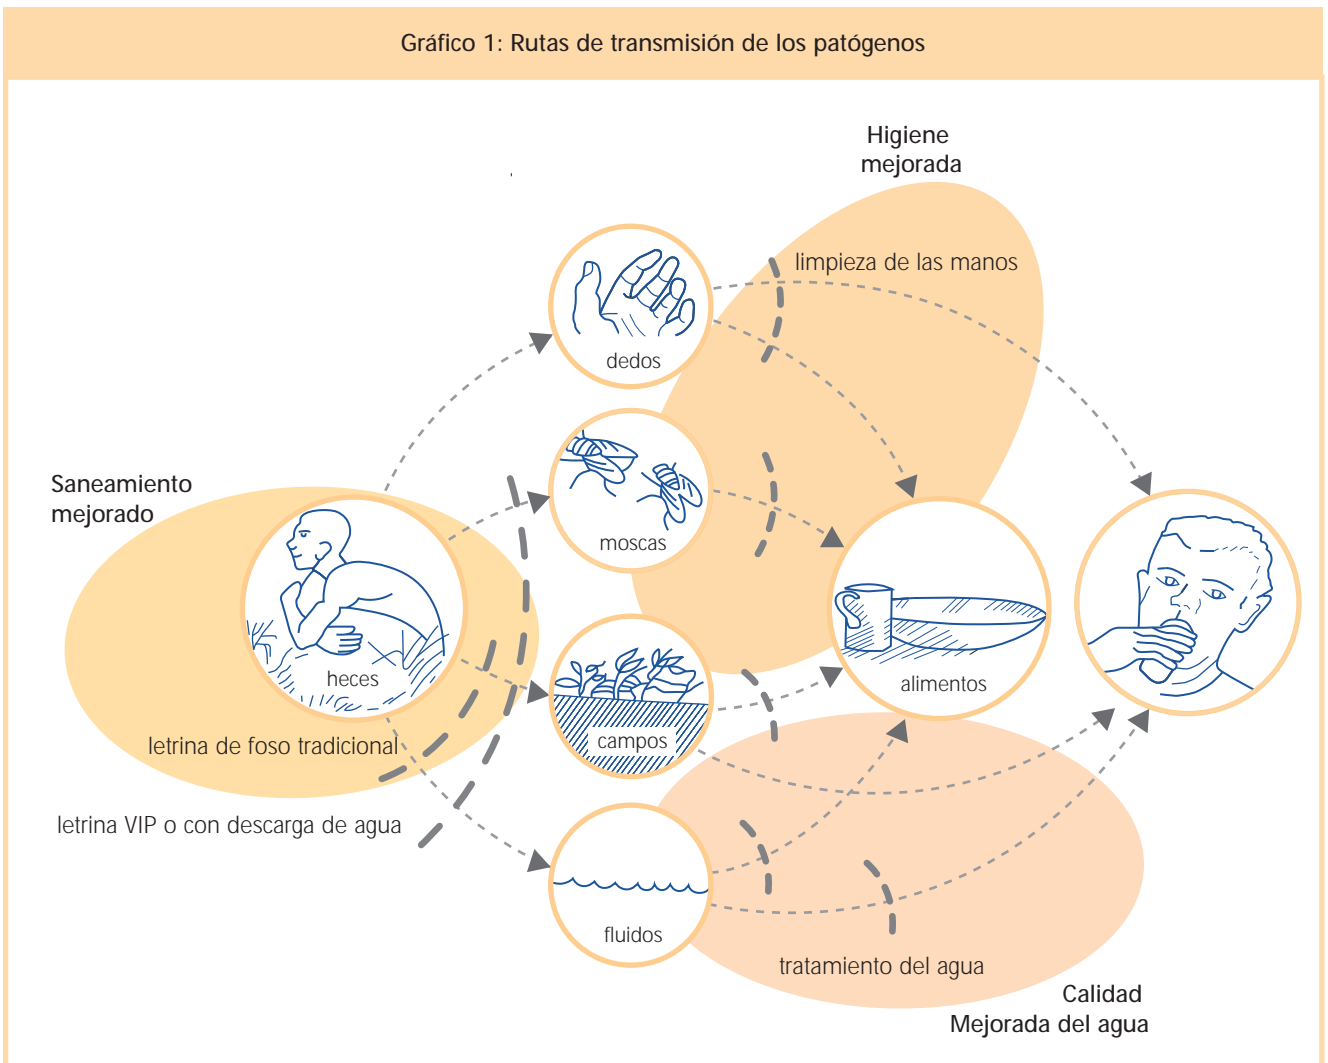 Gráfico 1: Rutas de transmisión de los patógenos
Higiene
mejorada
limpieza de las manos
dedos
Saneamiento
mejorado
moscas
heces
alimentos
campos
letrina de foso tradicional
letrina VIP o con descarga de agua
fluidos
tratamiento del agua
Calidad
Mejorada del agua